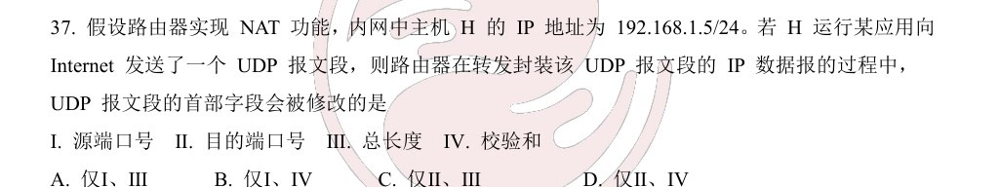 37. 假设路由器实现 NAT 功能，内网中主机 H 的 IP 地址为 192.168.1.5/24。若 H 运行某应用向
Internet 发送了一个 UDP 报文段，则路由器在转发封装该 UDP 报文段的 IP 数据报的过程中，
UDP 报文段的首部字段会被修改的是
I. 源端口号 II. 目的端口号 III. 总长度 IV. 校验和
A. 仅I、III B. 仅I、IV C. 仅II、III D. 仅II、IV